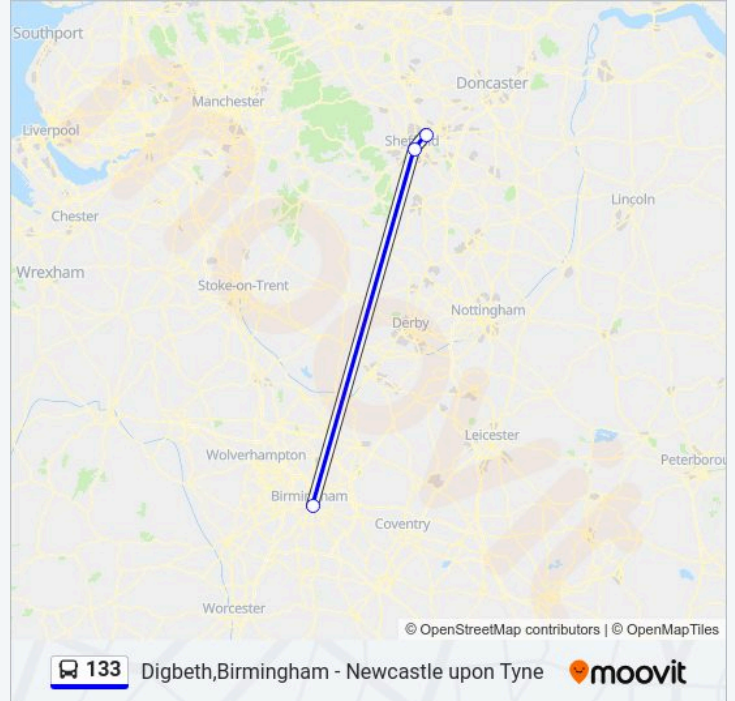 Southport
Doncaster
Manchester
Liverpool
Sheffield
Lincoln
Chester
Wrexham
Stoke-on-Trent
Nottingham
Derby
Leicester
Wolverhampton
Peterborou
Birmingham
Coventry
Worcester
© OpenStreetMap contributors | © OpenMapTiles
133 Digbeth,Birmingham - Newcastle upon Tyne moovit
moovit